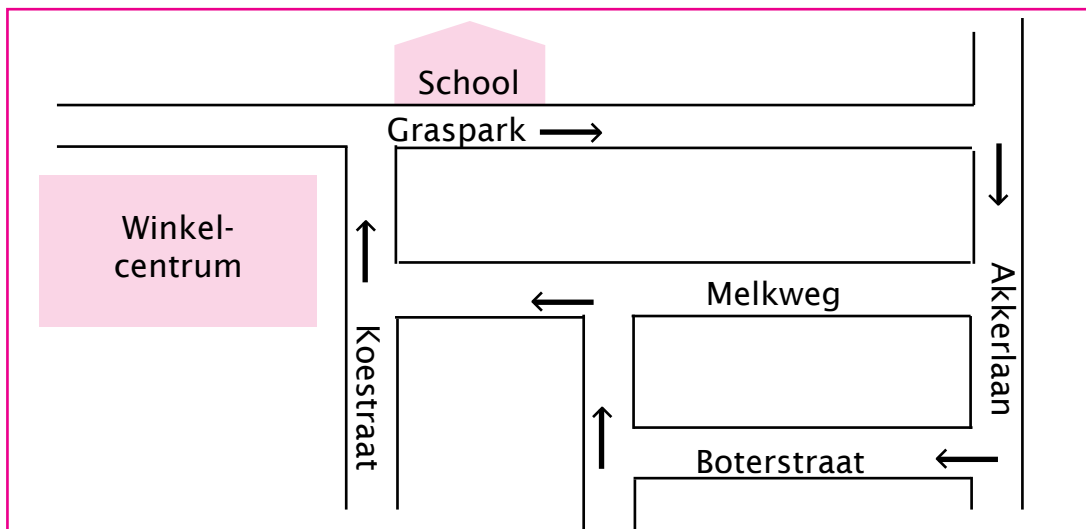 School
Graspark
Winkel-
centrum
Melkweg
Akkerlaan
Koestraat
Boterstraat